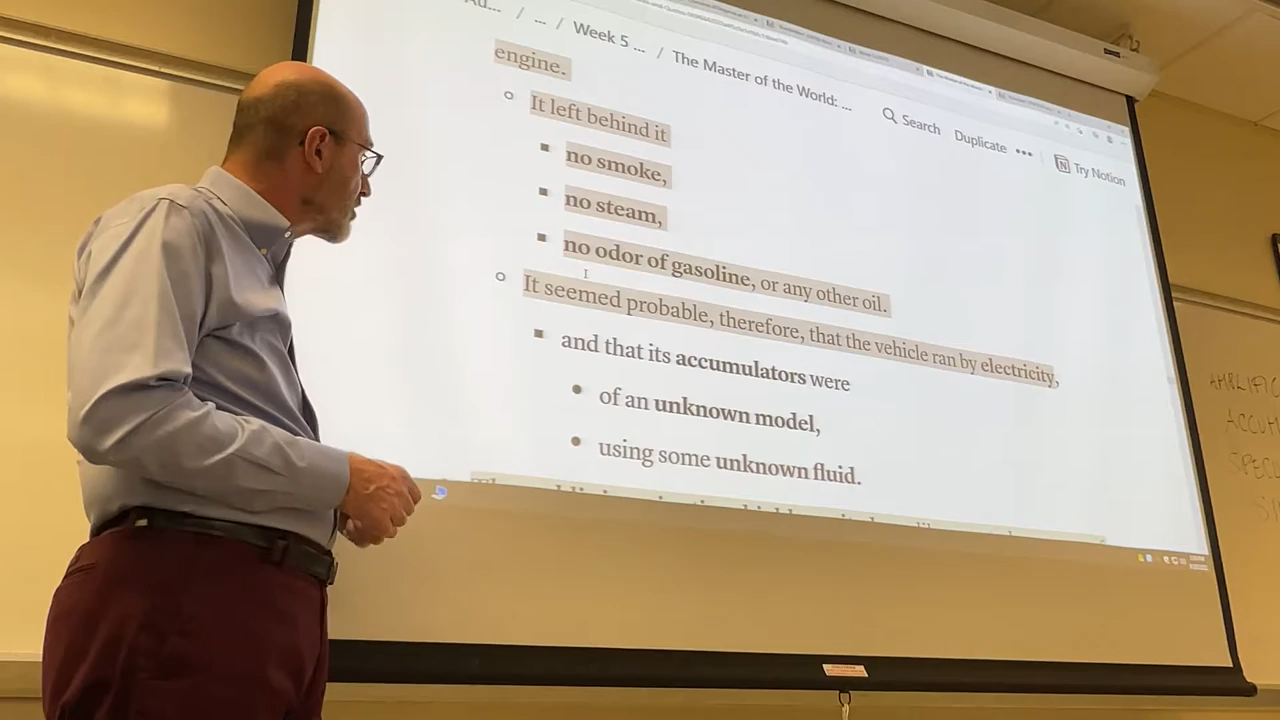 / ... / Week 5 ... / The Master of the World: ...
Search Duplicate ••• Try Notion
engine.
It left behind it
no smoke,
no steam,
no odor of gasoline, or any other oil.
It seemed probable, therefore, that the vehicle ran by electricity,
and that its accumulators were
of an unknown model,
using some unknown fluid.